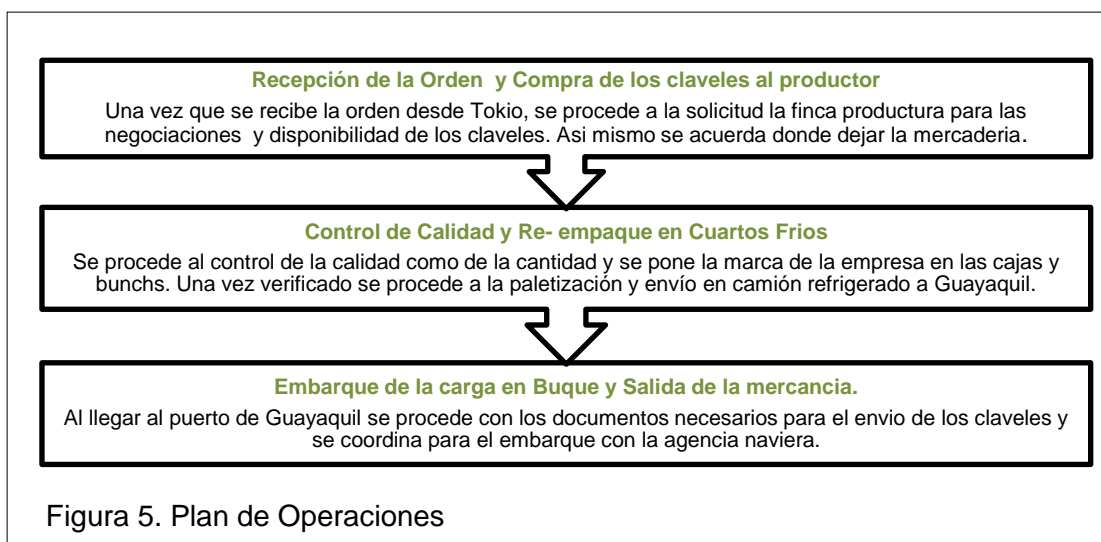 Recepción de la Orden  y Compra de los claveles al productor
Una vez que se recibe la orden desde Tokio, se procede a la solicitud la finca productura para las
negociaciones  y disponibilidad de los claveles. Asi mismo se acuerda donde dejar la mercaderia.
Control de Calidad y Re- empaque en Cuartos Frios
Se procede al control de la calidad como de la cantidad y se pone la marca de la empresa en las cajas y
bunchs. Una vez verificado se procede a la paletización y envío en camión refrigerado a Guayaquil.
Embarque de la carga en Buque y Salida de la mercancia.
Al llegar al puerto de Guayaquil se procede con los documentos necesarios para el envio de los claveles y
se coordina para el embarque con la agencia naviera.
Figura 5. Plan de Operaciones